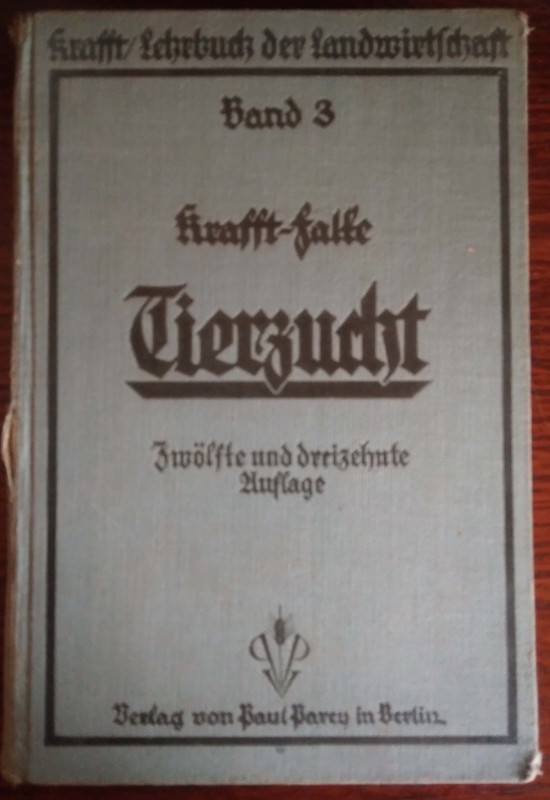 Krafft/Lehrbuch der Landwirtschaft
Band 3
Krafft-Falke
Tierzucht
Zwölfte und dreizehnte
Auflage
Verlag von Paul Parey in Berlin